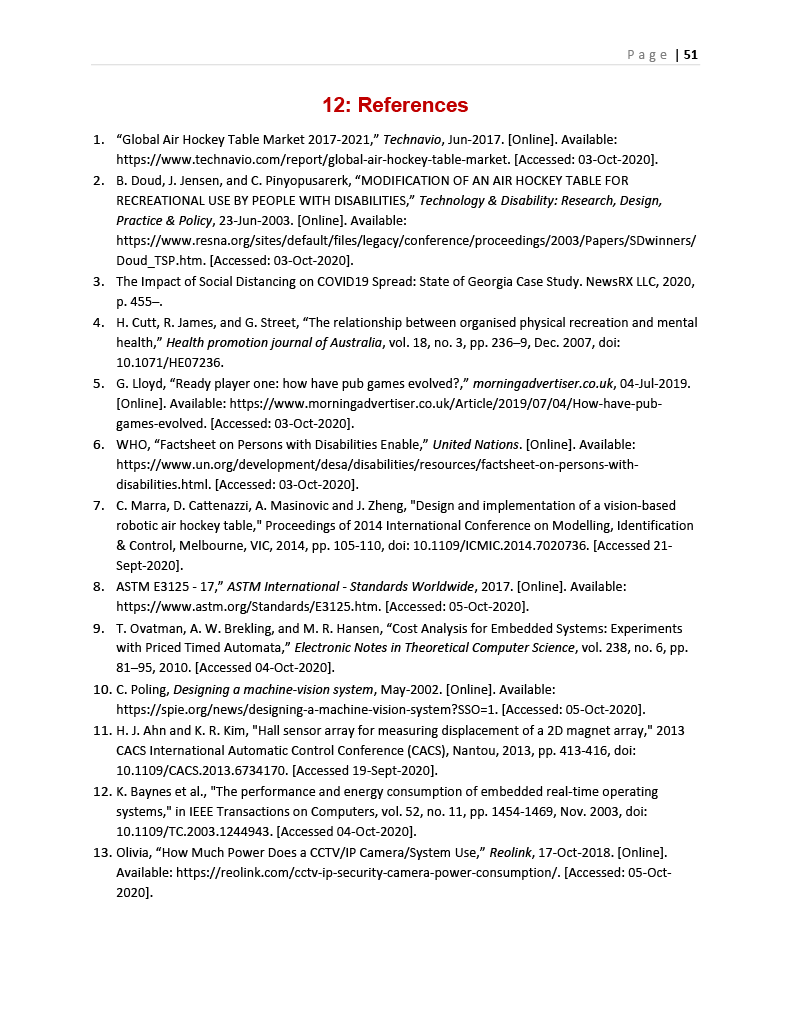 Page | 51
12: References
1. “Global Air Hockey Table Market 2017-2021,” Technavio, Jun-2017. [Online]. Available:
https://www.technavio.com/report/global-air-hockey-table-market. [Accessed: 03-Oct-2020].
2. B. Doud, J. Jensen, and C. Pinyopusarerk, “MODIFICATION OF AN AIR HOCKEY TABLE FOR
RECREATIONAL USE BY PEOPLE WITH DISABILITIES,” Technology & Disability: Research, Design,
Practice & Policy, 23-Jun-2003. [Online]. Available:
https://www.resna.org/sites/default/files/legacy/conference/proceedings/2003/Papers/SDwinners/
Doud_TSP.htm. [Accessed: 03-Oct-2020].
3. The Impact of Social Distancing on COVID19 Spread: State of Georgia Case Study. NewsRX LLC, 2020,
p. 455–.
4. H. Cutt, R. James, and G. Street, “The relationship between organised physical recreation and mental
health,” Health promotion journal of Australia, vol. 18, no. 3, pp. 236–9, Dec. 2007, doi:
10.1071/HE07236.
5. G. Lloyd, “Ready player one: how have pub games evolved?,” morningadvertiser.co.uk, 04-Jul-2019.
[Online]. Available: https://www.morningadvertiser.co.uk/Article/2019/07/04/How-have-pub-
games-evolved. [Accessed: 03-Oct-2020].
6. WHO, “Factsheet on Persons with Disabilities Enable,” United Nations. [Online]. Available:
https://www.un.org/development/desa/disabilities/resources/factsheet-on-persons-with-
disabilities.html. [Accessed: 03-Oct-2020].
7. C. Marra, D. Cattenazzi, A. Masinovic and J. Zheng, "Design and implementation of a vision-based
robotic air hockey table," Proceedings of 2014 International Conference on Modelling, Identification
& Control, Melbourne, VIC, 2014, pp. 105-110, doi: 10.1109/ICMIC.2014.7020736. [Accessed 21-
Sept-2020].
8. ASTM E3125 - 17,” ASTM International - Standards Worldwide, 2017. [Online]. Available:
https://www.astm.org/Standards/E3125.htm. [Accessed: 05-Oct-2020].
9. T. Ovatman, A. W. Brekling, and M. R. Hansen, “Cost Analysis for Embedded Systems: Experiments
with Priced Timed Automata,” Electronic Notes in Theoretical Computer Science, vol. 238, no. 6, pp.
81–95, 2010. [Accessed 04-Oct-2020].
10. C. Poling, Designing a machine-vision system, May-2002. [Online]. Available:
https://spie.org/news/designing-a-machine-vision-system?SSO=1. [Accessed: 05-Oct-2020].
11. H. J. Ahn and K. R. Kim, "Hall sensor array for measuring displacement of a 2D magnet array," 2013
CACS International Automatic Control Conference (CACS), Nantou, 2013, pp. 413-416, doi:
10.1109/CACS.2013.6734170. [Accessed 19-Sept-2020].
12. K. Baynes et al., "The performance and energy consumption of embedded real-time operating
systems," in IEEE Transactions on Computers, vol. 52, no. 11, pp. 1454-1469, Nov. 2003, doi:
10.1109/TC.2003.1244943. [Accessed 04-Oct-2020].
13. Olivia, “How Much Power Does a CCTV/IP Camera/System Use,” Reolink, 17-Oct-2018. [Online].
Available: https://reolink.com/cctv-ip-security-camera-power-consumption/. [Accessed: 05-Oct-
2020].